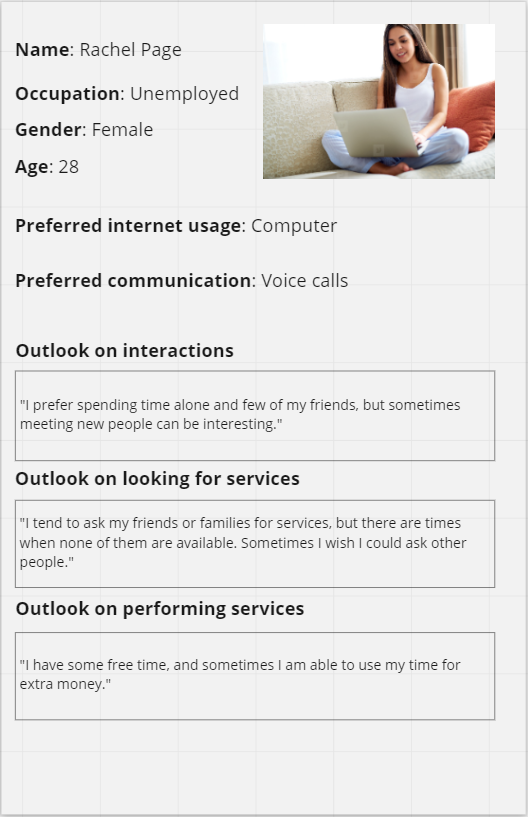 Name: Rachel Page
Occupation: Unemployed
Gender: Female
Age: 28
Preferred internet usage: Computer
Preferred communication: Voice calls
Outlook on interactions
"I prefer spending time alone and few of my friends, but sometimes
meeting new people can be interesting."
Outlook on looking for services
"I tend to ask my friends or families for services, but there are times
when none of them are available. Sometimes I wish I could ask other
people."
Outlook on performing services
"I have some free time, and sometimes I am able to use my time for
extra money."